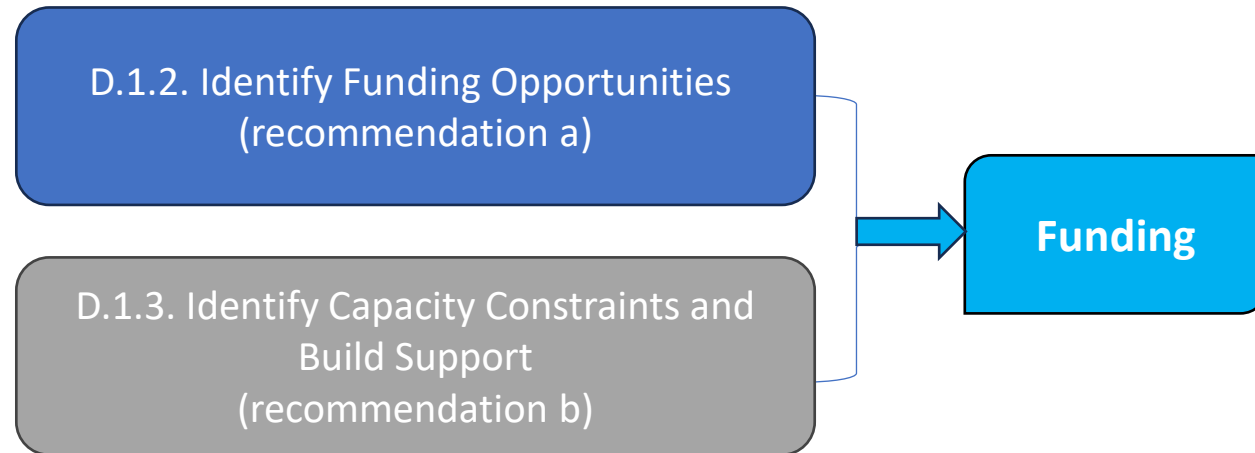 D.1.2. Identify Funding Opportunities
(recommendation a)
D.1.3. Identify Capacity Constraints and
Build Support
(recommendation b)
Funding